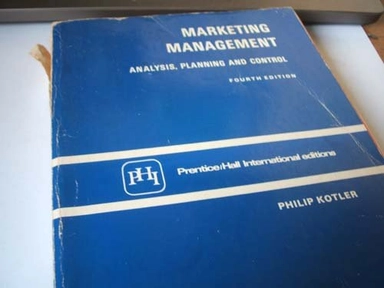 MARKETING
MANAGEMENT
ANALYSIS, PLANNING AND CONTROL
FOURTH EDITION
PHI
Prentice/Hall International editions
PHILIP KOTLER